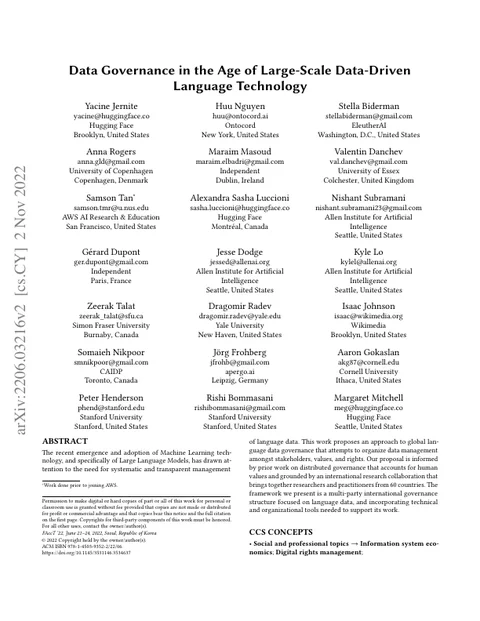 arXiv:2206.03216v2 [cs.CY] 2 Nov 2022
Data Governance in the Age of Large-Scale Data-Driven
Language Technology
Yacine Jernite
yacine@huggingface.co
Hugging Face
Brooklyn, United States
Huu Nguyen
huu@ontocord.ai
Ontocord
New York, United States
Stella Biderman
stellabiderman@gmail.com
EleutherAI
Washington, D.C., United States
Anna Rogers
anna.gld@gmail.com
University of Copenhagen
Copenhagen, Denmark
Maraim Masoud
maraim.elbadri@gmail.com
Independent
Dublin, Ireland
Valentin Danchev
val.danchev@gmail.com
University of Essex
Colchester, United Kingdom
Samson Tan*
samson.tmr@u.nus.edu
AWS AI Research & Education
San Francisco, United States
Alexandra Sasha Luccioni
sasha.luccioni@huggingface.co
Hugging Face
Montréal, Canada
Nishant Subramani
nishant.subramani23@gmail.com
Allen Institute for Artificial
Intelligence
Seattle, United States
Gérard Dupont
ger.dupont@gmail.com
Independent
Paris, France
Jesse Dodge
jessed@allenai.org
Allen Institute for Artificial
Intelligence
Seattle, United States
Kyle Lo
kylel@allenai.org
Allen Institute for Artificial
Intelligence
Seattle, United States
Zeerak Talat
zeerak_talat@sfu.ca
Simon Fraser University
Burnaby, Canada
Dragomir Radev
dragomir.radev@yale.edu
Yale University
New Haven, United States
Isaac Johnson
isaac@wikimedia.org
Wikimedia
Brooklyn, United States
Somaieh Nikpoor
smnikpoor@gmail.com
CAIDP
Toronto, Canada
Jörg Frohberg
jfrohb@gmail.com
apergo.ai
Leipzig, Germany
Aaron Gokaslan
akg87@cornell.edu
Cornell University
Ithaca, United States
Peter Henderson
phend@stanford.edu
Stanford University
Stanford, United States
Rishi Bommasani
rishibommasani@gmail.com
Stanford University
Stanford, United States
Margaret Mitchell
meg@huggingface.co
Hugging Face
Seattle, United States
ABSTRACT
The recent emergence and adoption of Machine Learning tech-
nology, and specifically of Large Language Models, has drawn at-
tention to the need for systematic and transparent management
*Work done prior to joining AWS.
Permission to make digital or hard copies of part or all of this work for personal or
classroom use is granted without fee provided that copies are not made or distributed
for profit or commercial advantage and that copies bear this notice and the full citation
on the first page. Copyrights for third-party components of this work must be honored.
For all other uses, contact the owner/author(s).
FAccT '22, June 21–24, 2022, Seoul, Republic of Korea
© 2022 Copyright held by the owner/author(s).
ACM ISBN 978-1-4503-9352-2/22/06.
https://doi.org/10.1145/3531146.3534637
of language data. This work proposes an approach to global lan-
guage data governance that attempts to organize data management
amongst stakeholders, values, and rights. Our proposal is informed
by prior work on distributed governance that accounts for human
values and grounded by an international research collaboration that
brings together researchers and practitioners from 60 countries. The
framework we present is a multi-party international governance
structure focused on language data, and incorporating technical
and organizational tools needed to support its work.
CCS CONCEPTS
• Social and professional topics → Information system eco-
nomics; Digital rights management;